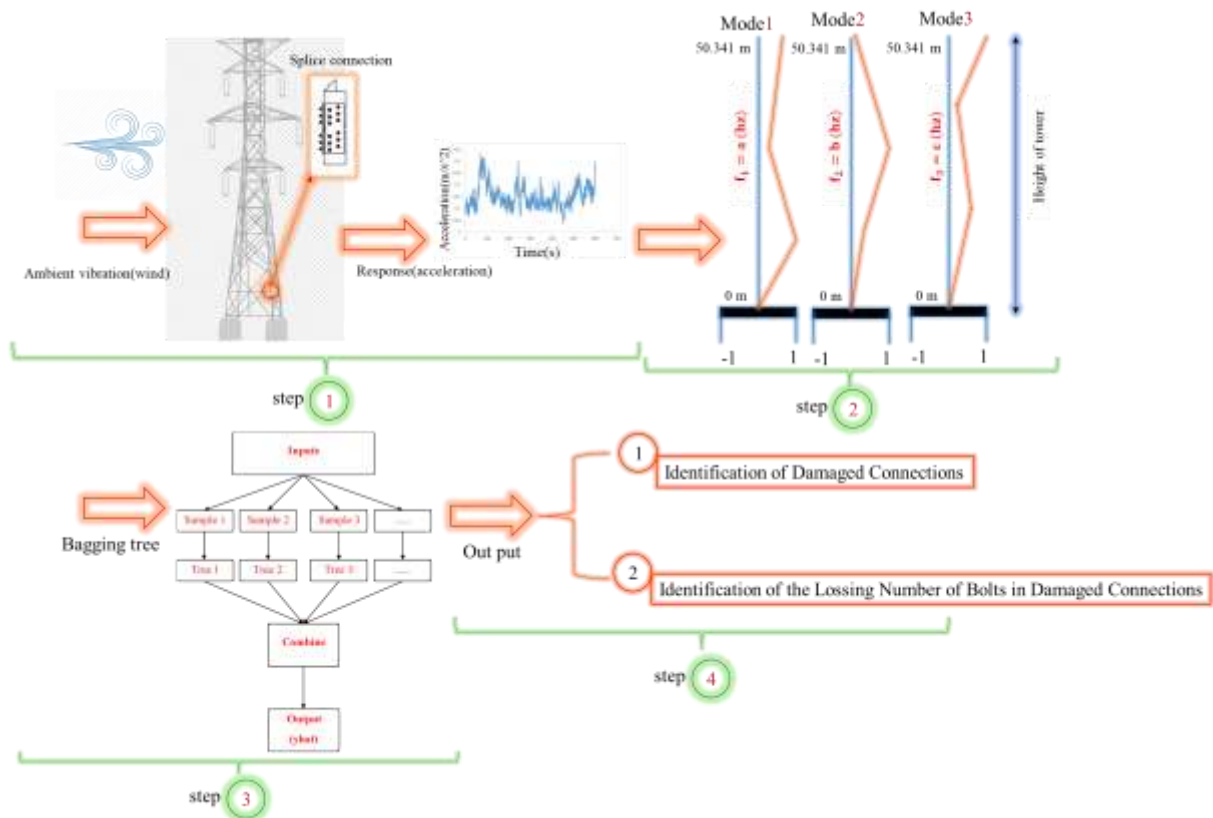 Splice connection
Ambient vibration(wind)
Response(acceleration)
Acceleration(m/s^2)
Time(s)
Mode1
50.341 m
f1 = a (hz)
0 m
-1 1
Mode2
50.341 m
f2 = b (hz)
0 m
-1 1
Mode3
50.341 m
f3 = c (hz)
0 m
-1 1
Height of tower
step 1
step 2
Bagging tree
Inputs
Sample 1 Sample 2 Sample 3 ......
Tree 1 Tree 2 Tree 3 ......
Combine
Output
(yhat)
step 3
Out put
1
Identification of Damaged Connections
2
Identification of the Lossing Number of Bolts in Damaged Connections
step 4